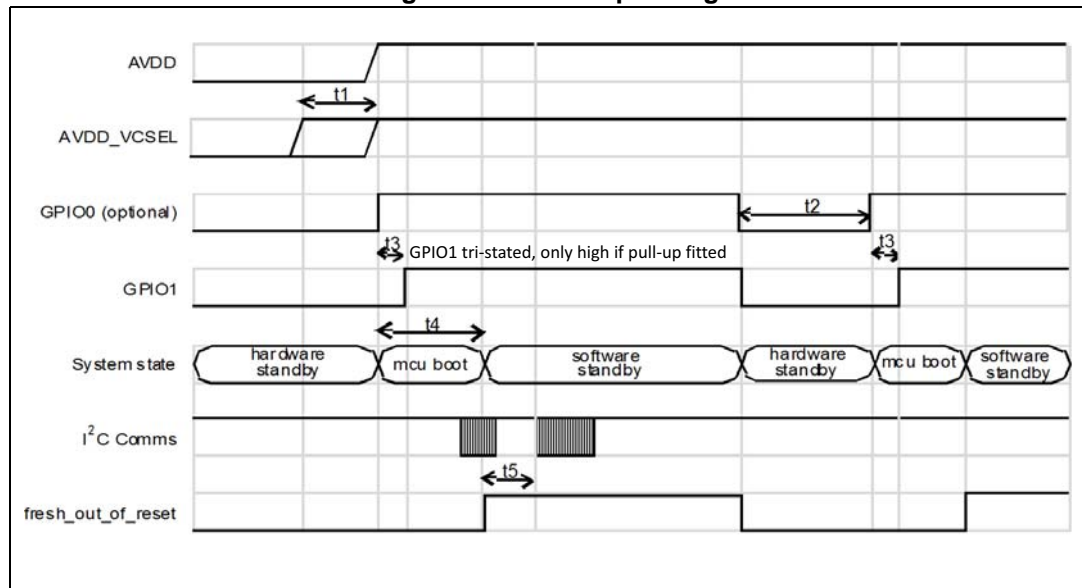 AVDD
t1
AVDD_VCSEL
GPIO0 (optional)
t2
t3
GPIO1 tri-stated, only high if pull-up fitted
t3
GPIO1
t4
System state
hardware
standby
mcu boot
software
standby
hardware
standby
mcu boot
software
standby
I2C Comms
t5
fresh_out_of_reset